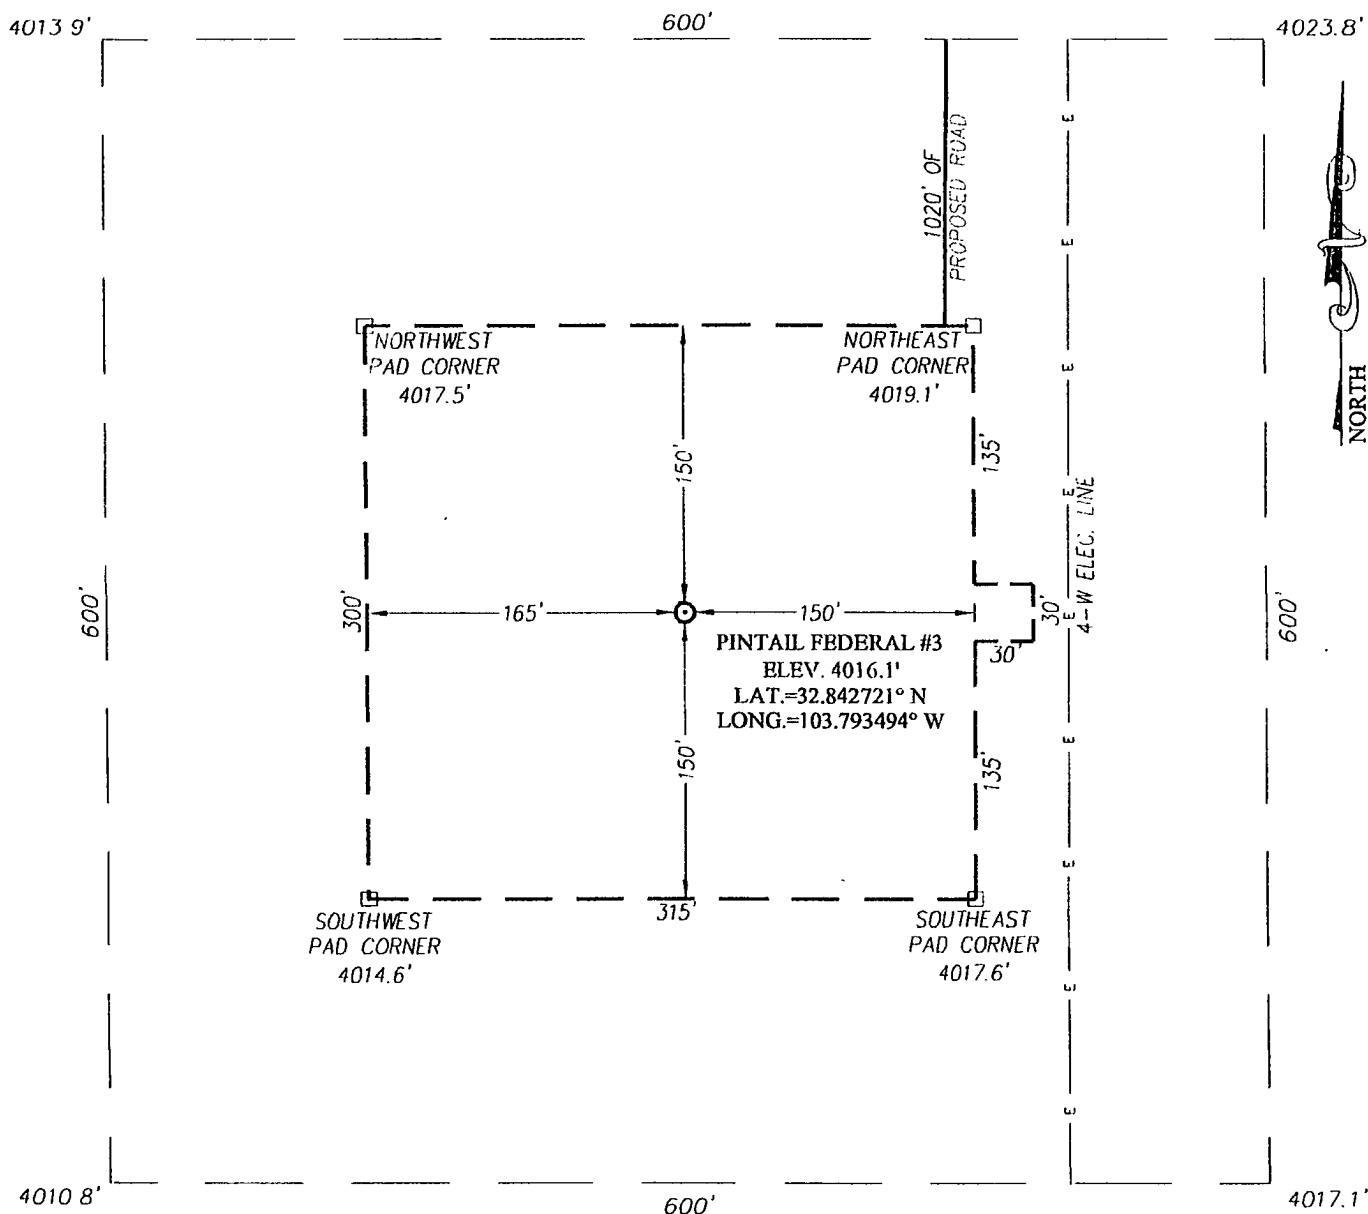 4013 9'
600'
4023.8'
1020' OF
PROPOSED ROAD
NORTH
NORTHWEST
PAD CORNER
4017.5'
NORTHEAST
PAD CORNER
4019.1'
150'
135'
E
E
E
E
4-W ELEC. LINE
E
E
E
E
E
600'
300'
165'
150'
30'
30'
600'
PINTAIL FEDERAL #3
ELEV. 4016.1'
LAT.=32.842721° N
LONG.=103.793494° W
150'
135'
315'
SOUTHWEST
PAD CORNER
4014.6'
SOUTHEAST
PAD CORNER
4017.6'
4010 8'
600'
4017.1'